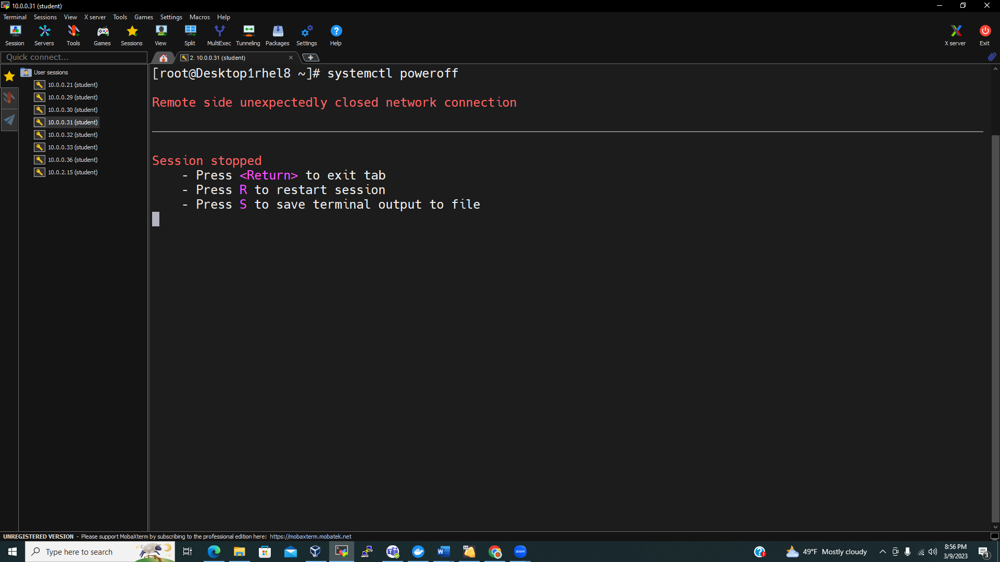 10.0.0.31 (student)
Terminal Sessions View X server Tools Games Settings Macros Help
Session Servers Tools Games Sessions View Split MultiExec Tunneling Packages Settings Help X server Exit
Quick connect...
2. 10.0.0.31 (student)
User sessions
10.0.0.21 (student)
10.0.0.29 (student)
10.0.0.30 (student)
10.0.0.31 (student)
10.0.0.32 (student)
10.0.0.33 (student)
10.0.0.36 (student)
10.0.2.15 (student)
[root@Desktop1rhel8 ~]# systemctl poweroff
Remote side unexpectedly closed network connection
Session stopped
- Press <Return> to exit tab
- Press R to restart session
- Press S to save terminal output to file
UNREGISTERED VERSION - Please support MobaXterm by subscribing to the professional edition here: https://mobaxterm.mobatek.net
Type here to search
zoom
49°F Mostly cloudy
8:56 PM
3/9/2023
3